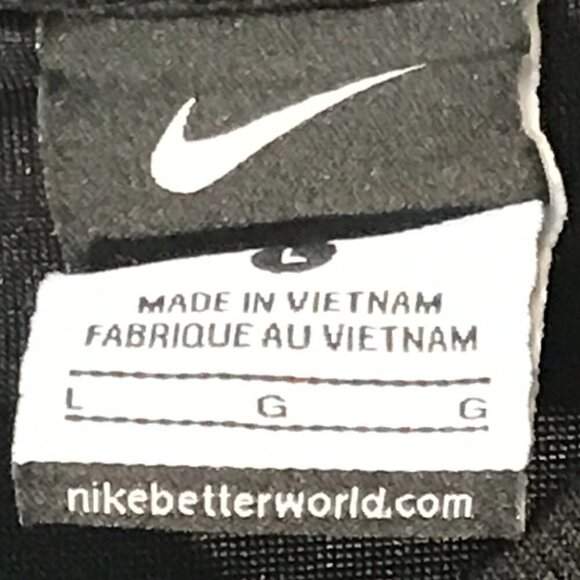 L
MADE IN VIETNAM
FABRIQUE AU VIETNAM
L G G
nikebetterworld.com